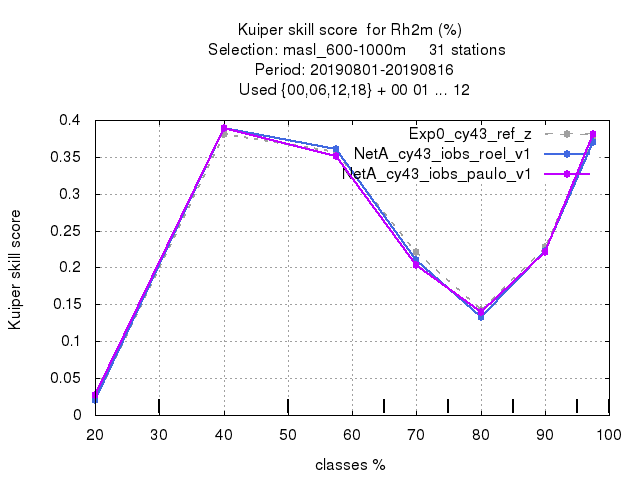 Kuiper skill score  for Rh2m (%)
Selection: masl_600-1000m     31 stations
Period: 20190801-20190816
Used {00,06,12,18} + 00 01 ... 12
Exp0_cy43_ref_z
NetA_cy43_iobs_roel_v1
NetA_cy43_iobs_paulo_v1
Kuiper skill score
0.4
0.35
0.3
0.25
0.2
0.15
0.1
0.05
0
20 30 40 50 60 70 80 90 100
classes %